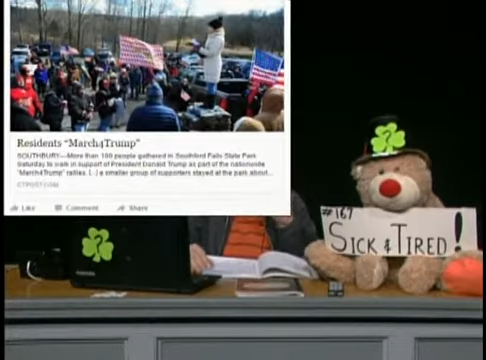 Residents "March4Trump"
SOUTHBURY—More than 100 people gathered in Southford Falls State Park
Saturday to walk in support of President Donald Trump as part of the nationwide
"March4Trump" rallies. [...] a smaller group of supporters stayed at the park about...
CTPOST.COM
Like Comment Share
#167
SICK & TIRED!
TOSHIBA